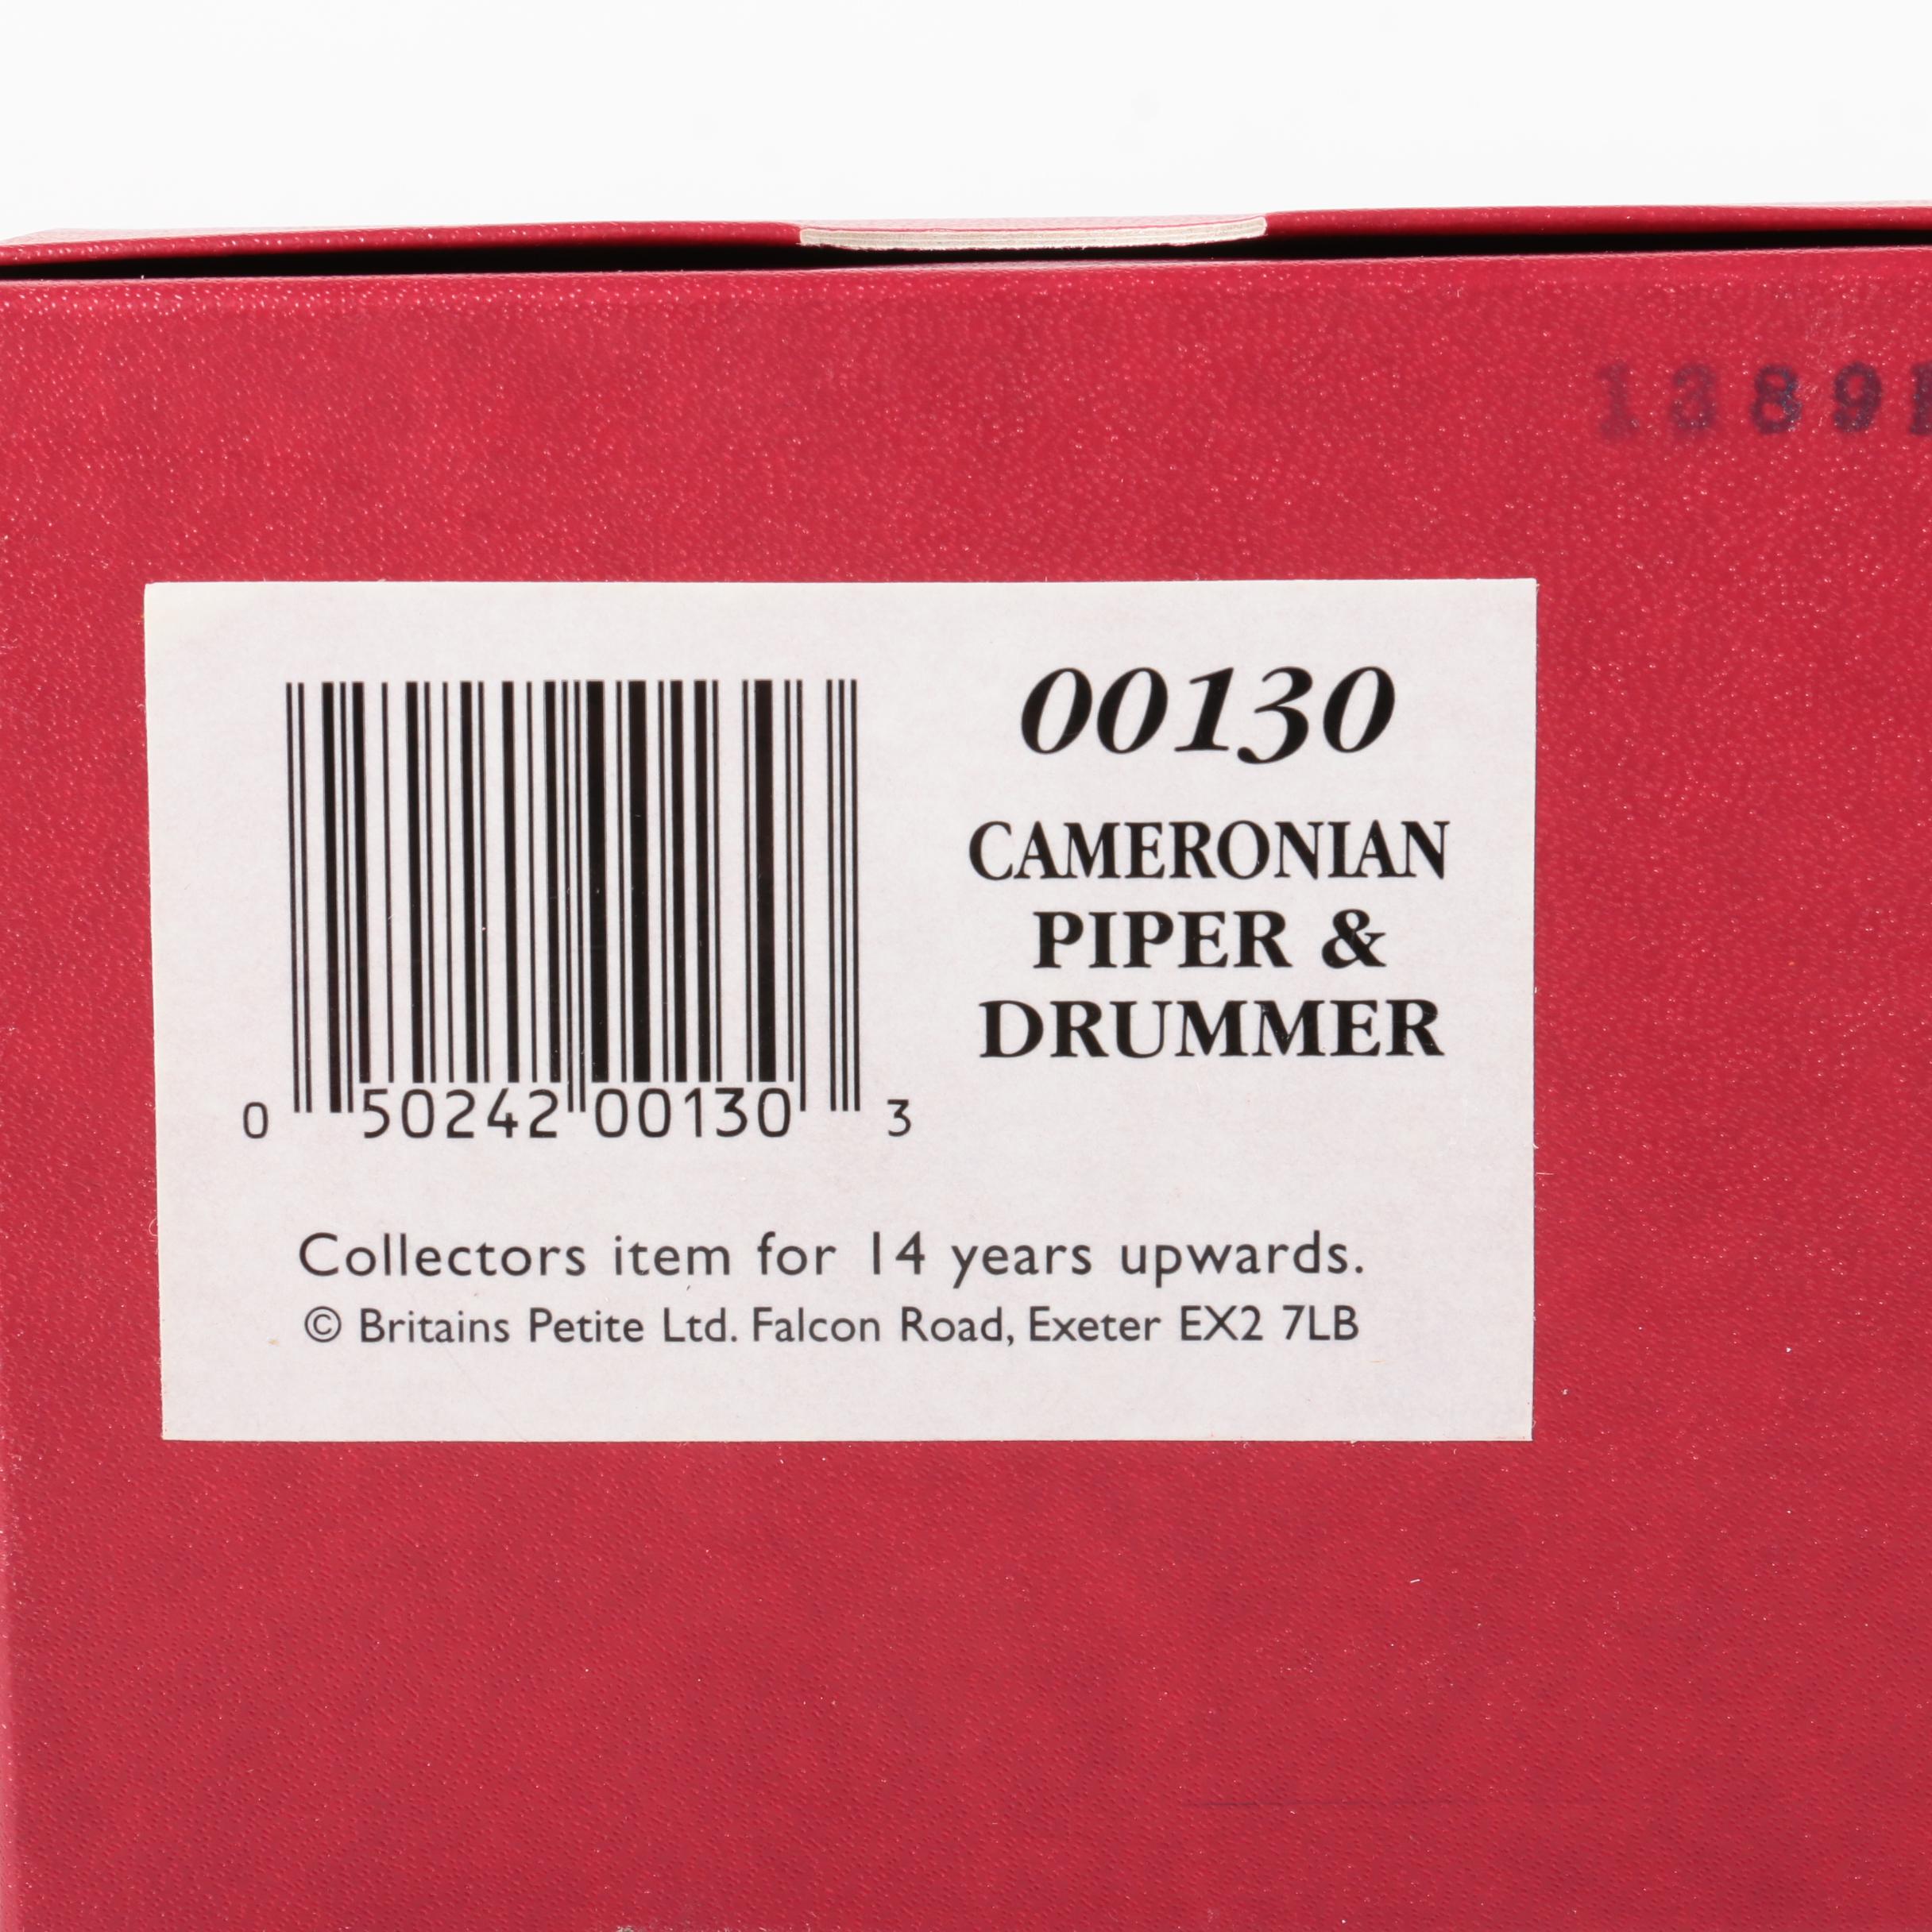 1389
00130
CAMERONIAN
PIPER &
DRUMMER
0 50242 00130 3
Collectors item for 14 years upwards.
© Britains Petite Ltd. Falcon Road, Exeter EX2 7LB